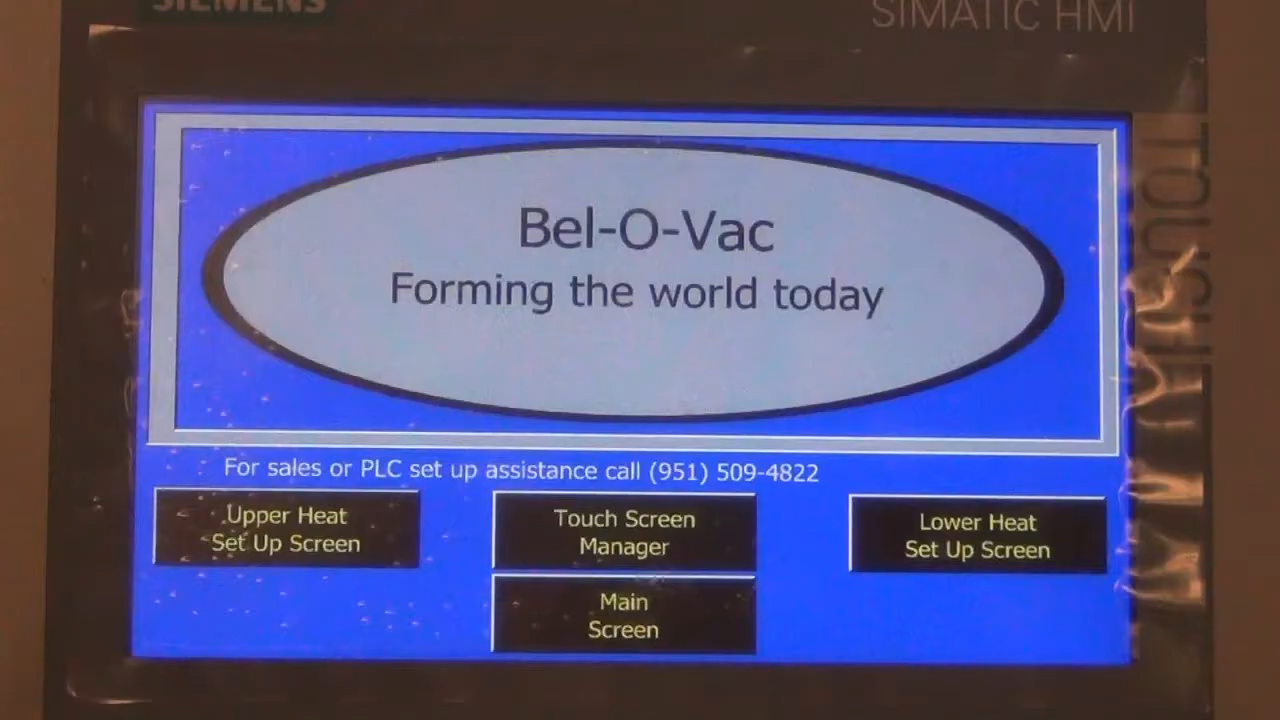 SIEMENS
SIMATIC HMI
TOUCH
Bel-O-Vac
Forming the world today
For sales or PLC set up assistance call (951) 509-4822
Upper Heat
Set Up Screen
Touch Screen
Manager
Lower Heat
Set Up Screen
Main
Screen